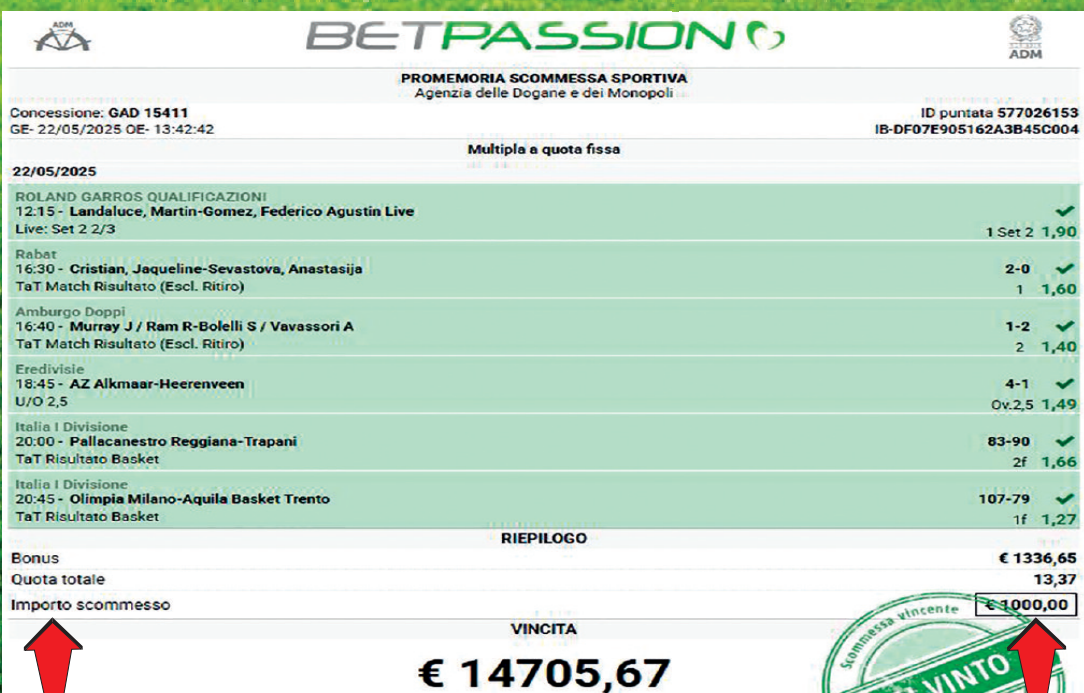 ADM
BETPASSION
ADM
PROMEMORIA SCOMMESSA SPORTIVA
Agenzia delle Dogane e dei Monopoli
Concessione: GAD 15411
ID puntata 577026153
GE- 22/05/2025 OE- 13:42:42
IB-DF07E905162A3B45C004
Multipla a quota fissa
22/05/2025
ROLAND GARROS QUALIFICAZIONI
12:15 - Landaluce, Martin-Gomez, Federico Agustin Live
Live: Set 2 2/3
1 Set 2 1,90
Rabat
16:30 - Cristian, Jaqueline-Sevastova, Anastasija
2-0
TaT Match Risultato (Escl. Ritiro)
1 1,60
Amburgo Doppi
16:40 - Murray J / Ram R-Bolelli S / Vavassori A
1-2
TaT Match Risultato (Escl. Ritiro)
2 1,40
Eredivisie
18:45 - AZ Alkmaar-Heerenveen
4-1
U/O 2,5
Ov.2,5 1,49
Italia I Divisione
20:00 - Pallacanestro Reggiana-Trapani
83-90
TaT Risultato Basket
2f 1,66
Italia I Divisione
20:45 - Olimpia Milano-Aquila Basket Trento
107-79
TaT Risultato Basket
1f 1,27
RIEPILOGO
Bonus
€ 1336,65
Quota totale
13,37
Importo scommesso
€ 1000,00
VINCITA
€ 14705,67
Scommessa vincente
VINTO